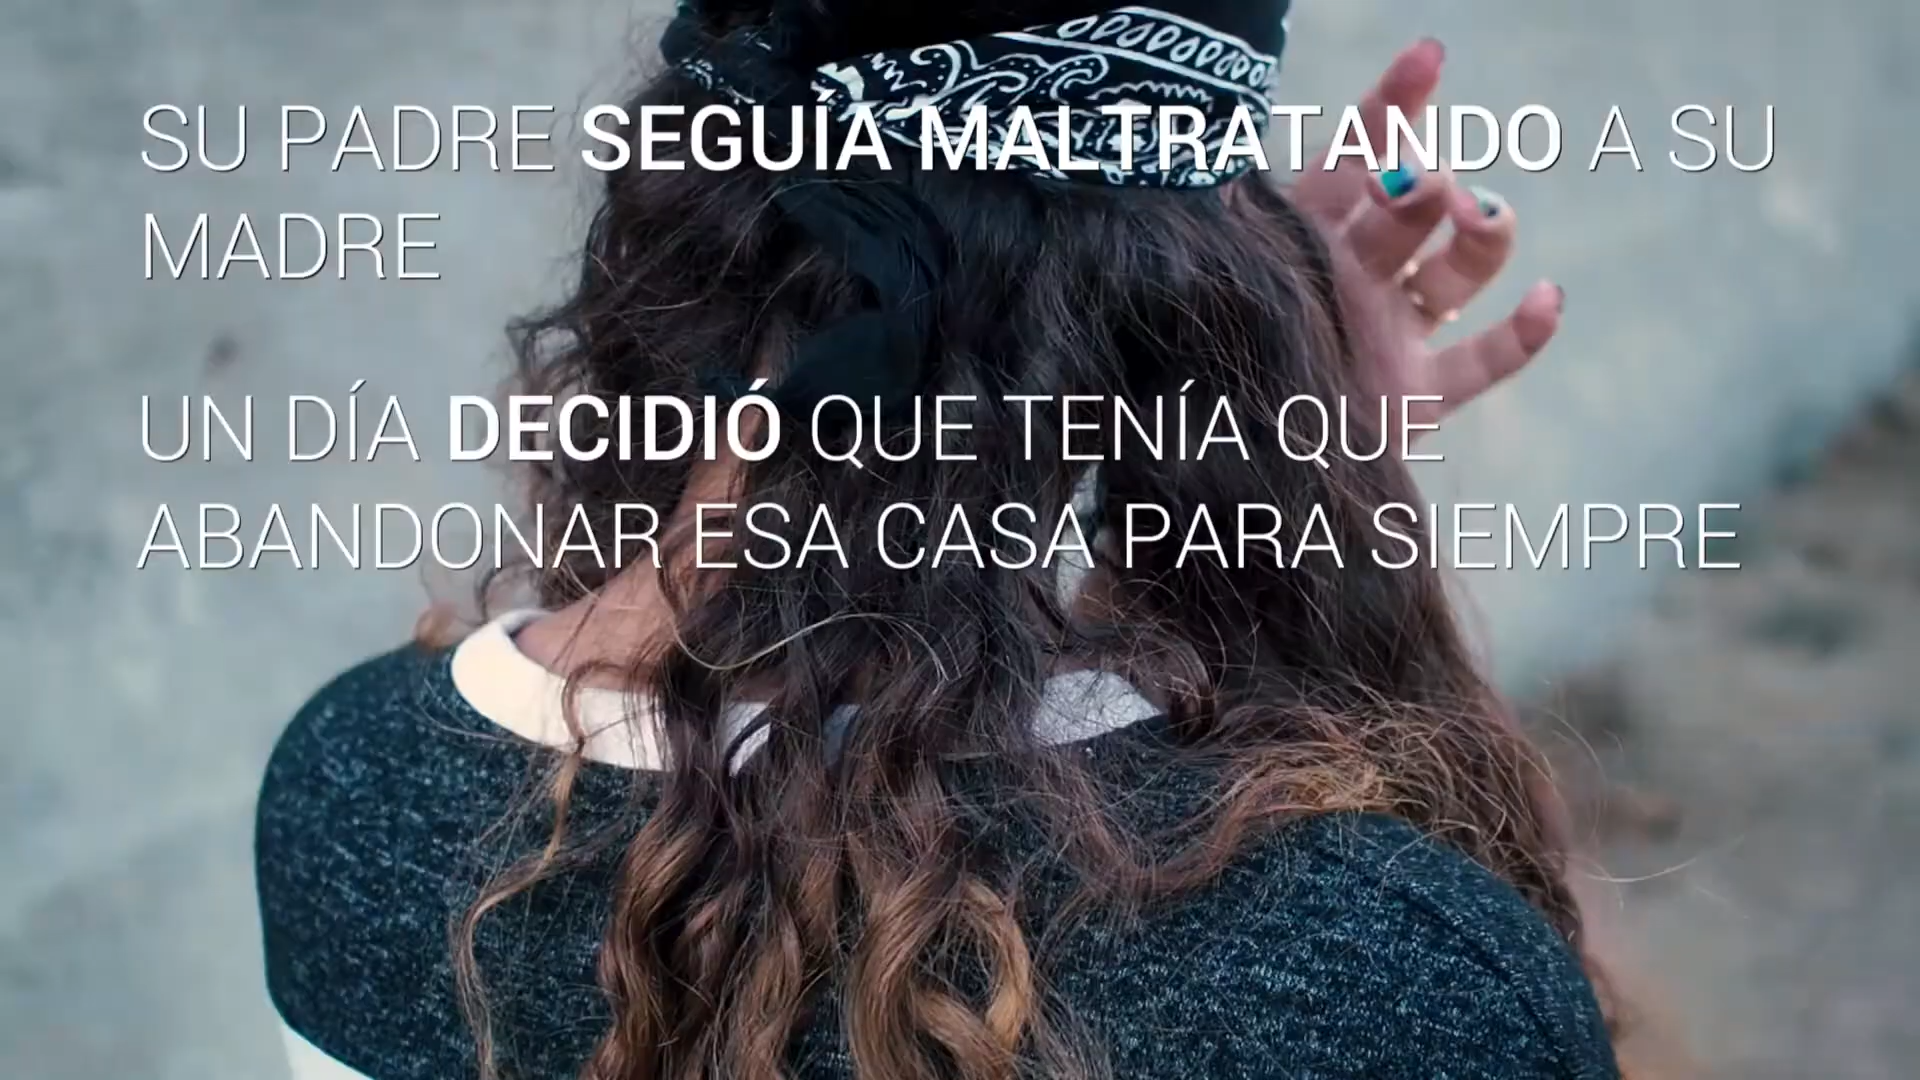 SU PADRE SEGUÍA MALTRATANDO A SU
MADRE
UN DÍA DECIDIÓ QUE TENÍA QUE
ABANDONAR ESA CASA PARA SIEMPRE